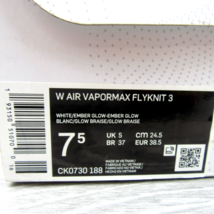 W AIR VAPORMAX FLYKNIT 3
WHITE/EMBER GLOW-EMBER GLOW
BLANC/GLOW BRAISE/GLOW BRAISE
7.5
UK 5
CM 24.5
BR 37
EUR 38.5
CK0730 188
MADE IN VIETNAM